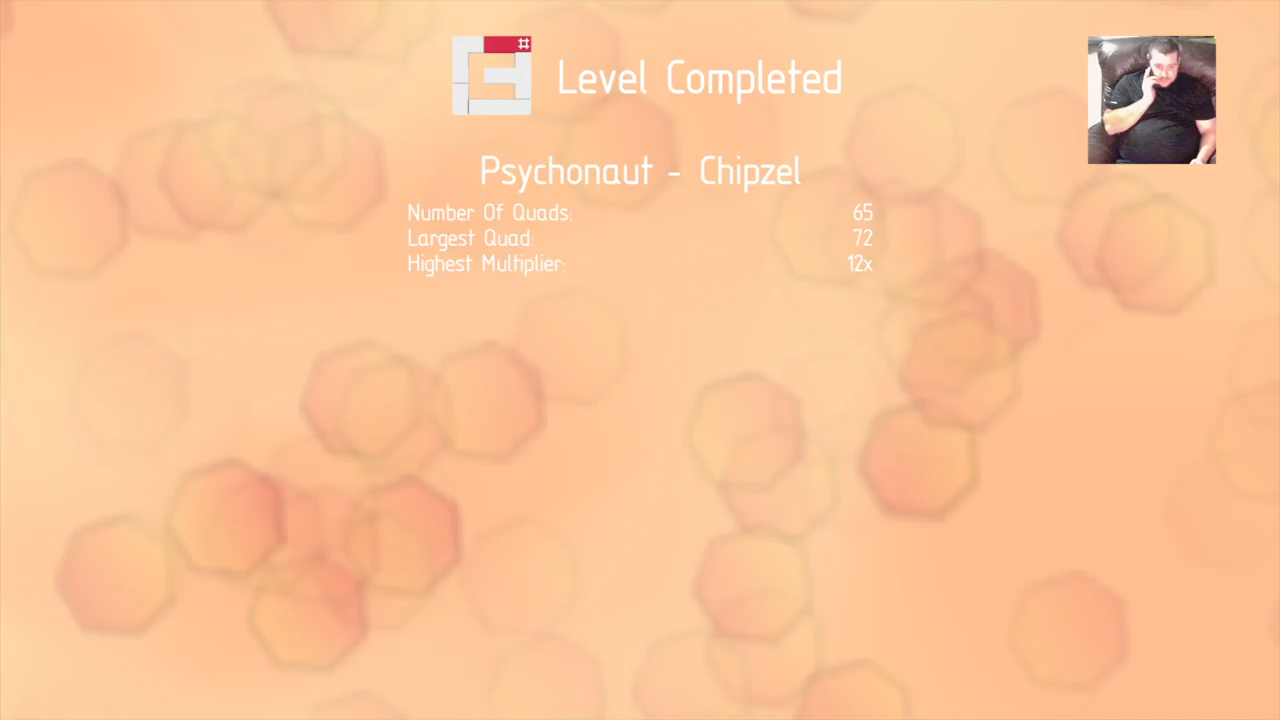 Level Completed
Psychonaut - Chipzel
Number Of Quads: 65
Largest Quad: 72
Highest Multiplier: 12x